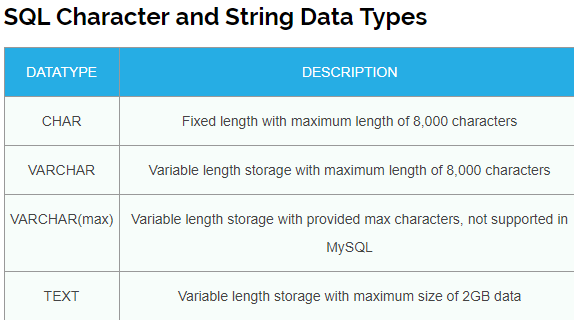 SQL Character and String Data Types
DATATYPE DESCRIPTION
CHAR Fixed length with maximum length of 8,000 characters
VARCHAR Variable length storage with maximum length of 8,000 characters
VARCHAR(max) Variable length storage with provided max characters, not supported in
MySQL
TEXT Variable length storage with maximum size of 2GB data